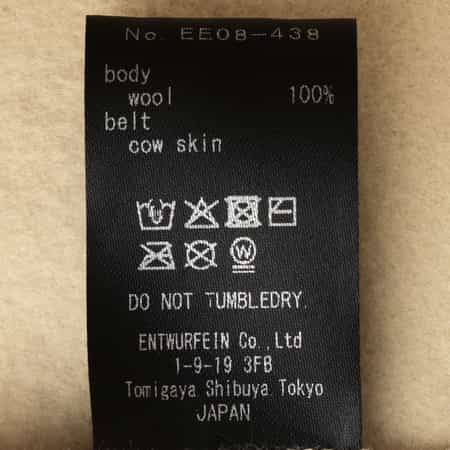 No. EE08-438
body
wool 100%
belt
cow skin
W
DO NOT TUMBLEDRY.
ENTWURFEIN Co.,Ltd
1-9-19 3FB
Tomigaya Shibuya Tokyo
JAPAN